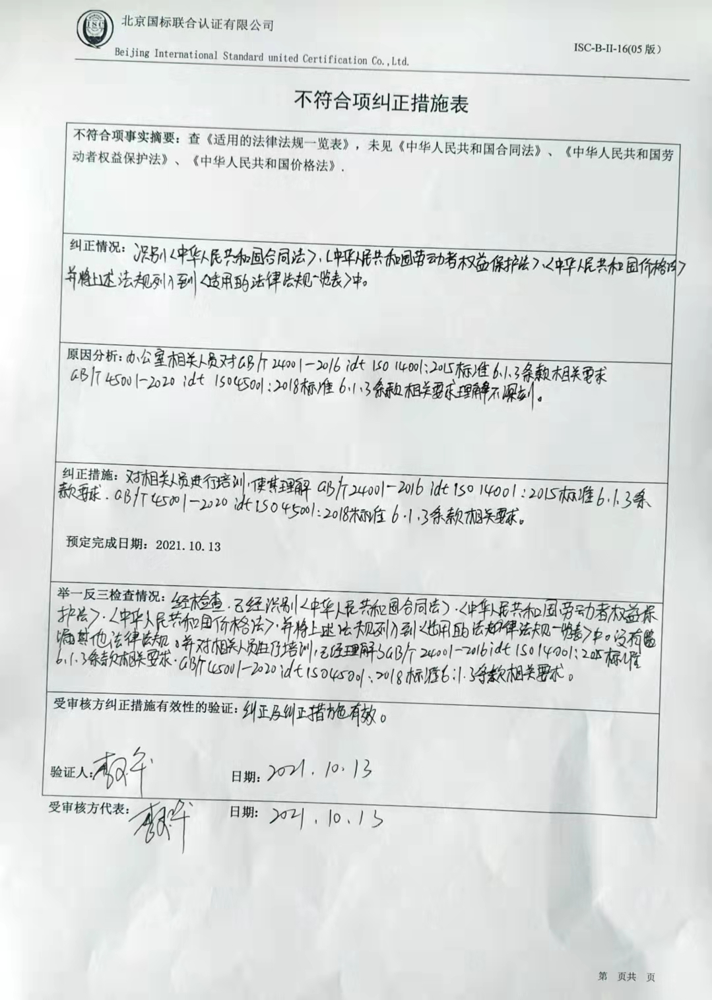 ISC
北京国标联合认证有限公司
Beijing International Standard united Certification Co.,Ltd.
ISC-B-II-16(05版)
不符合项纠正措施表
不符合项事实摘要：查《适用的法律法规一览表》，未见《中华人民共和国合同法》、《中华人民共和国劳
动者权益保护法》、《中华人民共和国价格法》.
纠正情况：识别《中华人民共和国合同法》、《中华人民共和国劳动者权益保护法》、《中华人民共和国价格法》
并将上述法规列入到《适用的法律法规一览表》中。
原因分析：办公室相关人员对GB/T 24001-2016 idt ISO 14001:2015标准6.1.3条款相关要求
GB/T 45001-2020 idt ISO45001:2018标准6.1.3条款相关要求理解不深刻。
纠正措施：对相关人员进行培训，使其理解GB/T 24001-2016 idt ISO 14001:2015标准6.1.3条
款要求.GB/T 45001-2020 idt ISO45001:2018标准6.1.3条款相关要求。
预定完成日期：2021.10.13
举一反三检查情况：经检查.已经识别《中华人民共和国合同法》.《中华人民共和国劳动者权益保
护法》.《中华人民共和国价格法》.并将上述法规列入到《适用的法规律法规一览表》中。没有
漏其他法律法规。并对相关人员进行培训，已经理解了GB/T 24001-2016idt ISO14001:2015标准
6.1.3条款相关要求.GB/T45001-2020idtISO45001:2018标准6.1.3条款相关要求。
受审核方纠正措施有效性的验证：纠正及纠正措施有效。
验证人： 日期：2021.10.13
受审核方代表： 日期：2021.10.13
第 页共 页